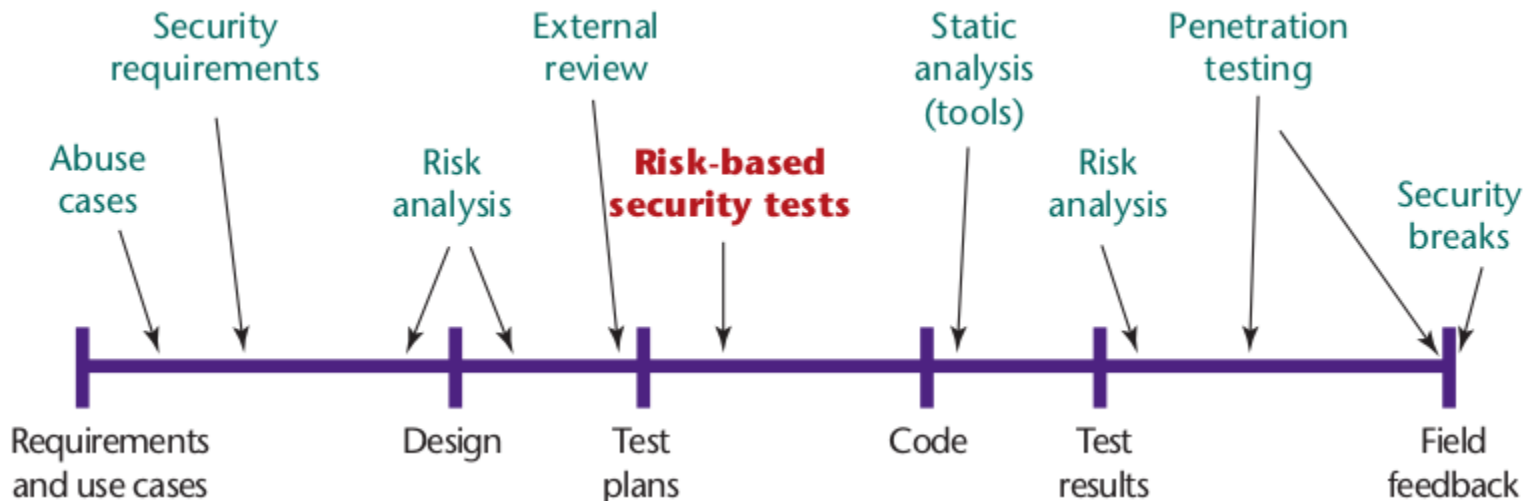 Security
requirements
External
review
Static
analysis
(tools)
Penetration
testing
Abuse
cases
Risk
analysis
Risk-based
security tests
Risk
analysis
Security
breaks
Requirements
and use cases
Design
Test
plans
Code
Test
results
Field
feedback